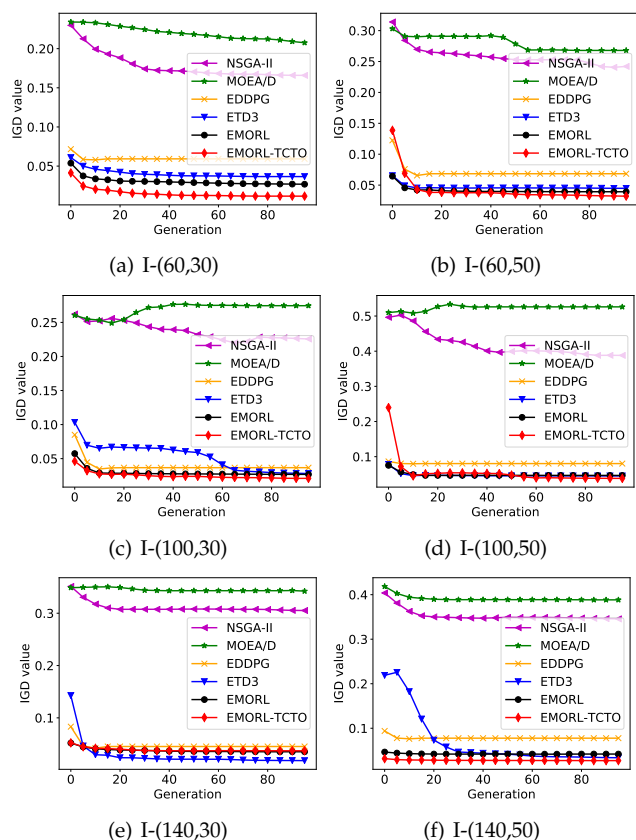 0.20
0.15
0.10
0.05
IGD value
NSGA-II
MOEA/D
EDDPG
ETD3
EMORL
EMORL-TCTO
0 20 40 60 80
Generation
(a) I-(60,30)
0.30
0.25
0.20
0.15
0.10
0.05
IGD value
NSGA-II
MOEA/D
EDDPG
ETD3
EMORL
EMORL-TCTO
0 20 40 60 80
Generation
(b) I-(60,50)
0.25
0.20
0.15
0.10
0.05
IGD value
NSGA-II
MOEA/D
EDDPG
ETD3
EMORL
EMORL-TCTO
0 20 40 60 80
Generation
(c) I-(100,30)
0.5
0.4
0.3
0.2
0.1
IGD value
NSGA-II
MOEA/D
EDDPG
ETD3
EMORL
EMORL-TCTO
0 20 40 60 80
Generation
(d) I-(100,50)
0.3
0.2
0.1
IGD value
NSGA-II
MOEA/D
EDDPG
ETD3
EMORL
EMORL-TCTO
0 20 40 60 80
Generation
(e) I-(140,30)
0.4
0.3
0.2
0.1
IGD value
NSGA-II
MOEA/D
EDDPG
ETD3
EMORL
EMORL-TCTO
0 20 40 60 80
Generation
(f) I-(140,50)